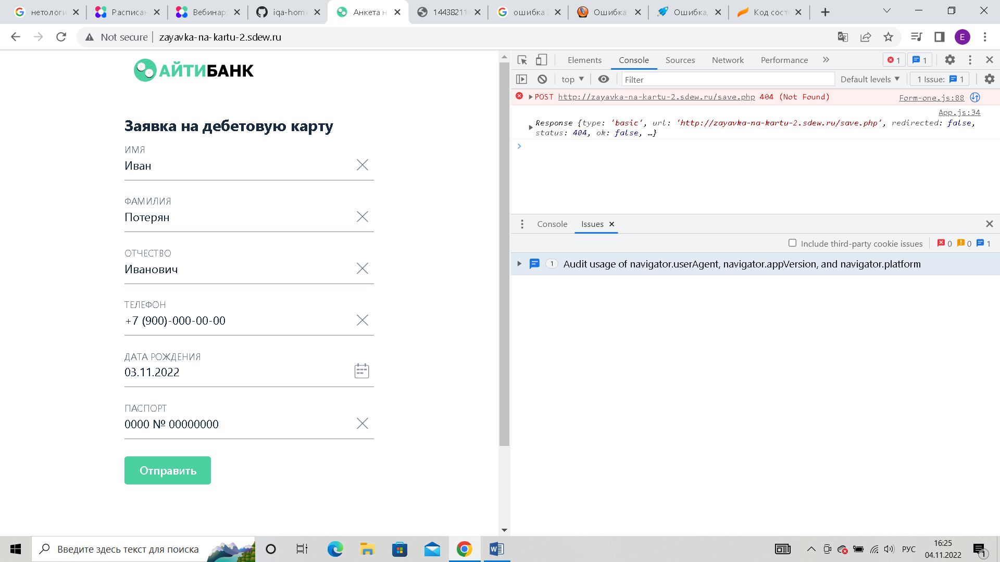 нетологи
Расписан
Вебинар
iqa-home
Анкета н
14438211
ошибка
Ошибка
Ошибка,
Код сост
Not secure
zayavka-na-kartu-2.sdew.ru
E
АЙТИБАНК
Заявка на дебетовую карту
ИМЯ
Иван
ФАМИЛИЯ
Потерян
ОТЧЕСТВО
Иванович
ТЕЛЕФОН
+7 (900)-000-00-00
ДАТА РОЖДЕНИЯ
03.11.2022
ПАСПОРТ
0000 № 00000000
Отправить
Elements Console Sources Network Performance 1 1
top Filter Default levels 1 Issue: 1
POST http://zayavka-na-kartu-2.sdew.ru/save.php 404 (Not Found) Form-one.js:88
App.js:34
Response {type: 'basic', url: 'http://zayavka-na-kartu-2.sdew.ru/save.php', redirected: false,
status: 404, ok: false, …}
Console Issues
Include third-party cookie issues 0 0 1
1 Audit usage of navigator.userAgent, navigator.appVersion, and navigator.platform
Введите здесь текст для поиска
РУС
16:25
04.11.2022
1